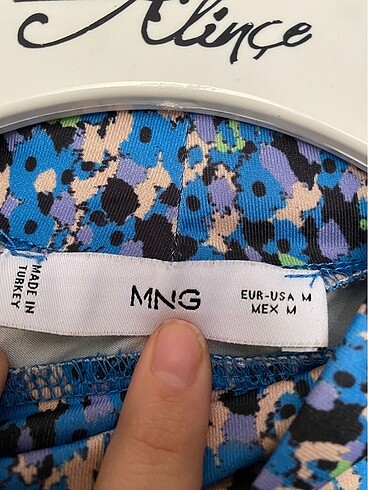 Alinçe
MADE IN
TURKEY
MNG
EUR-USA M
MEX M